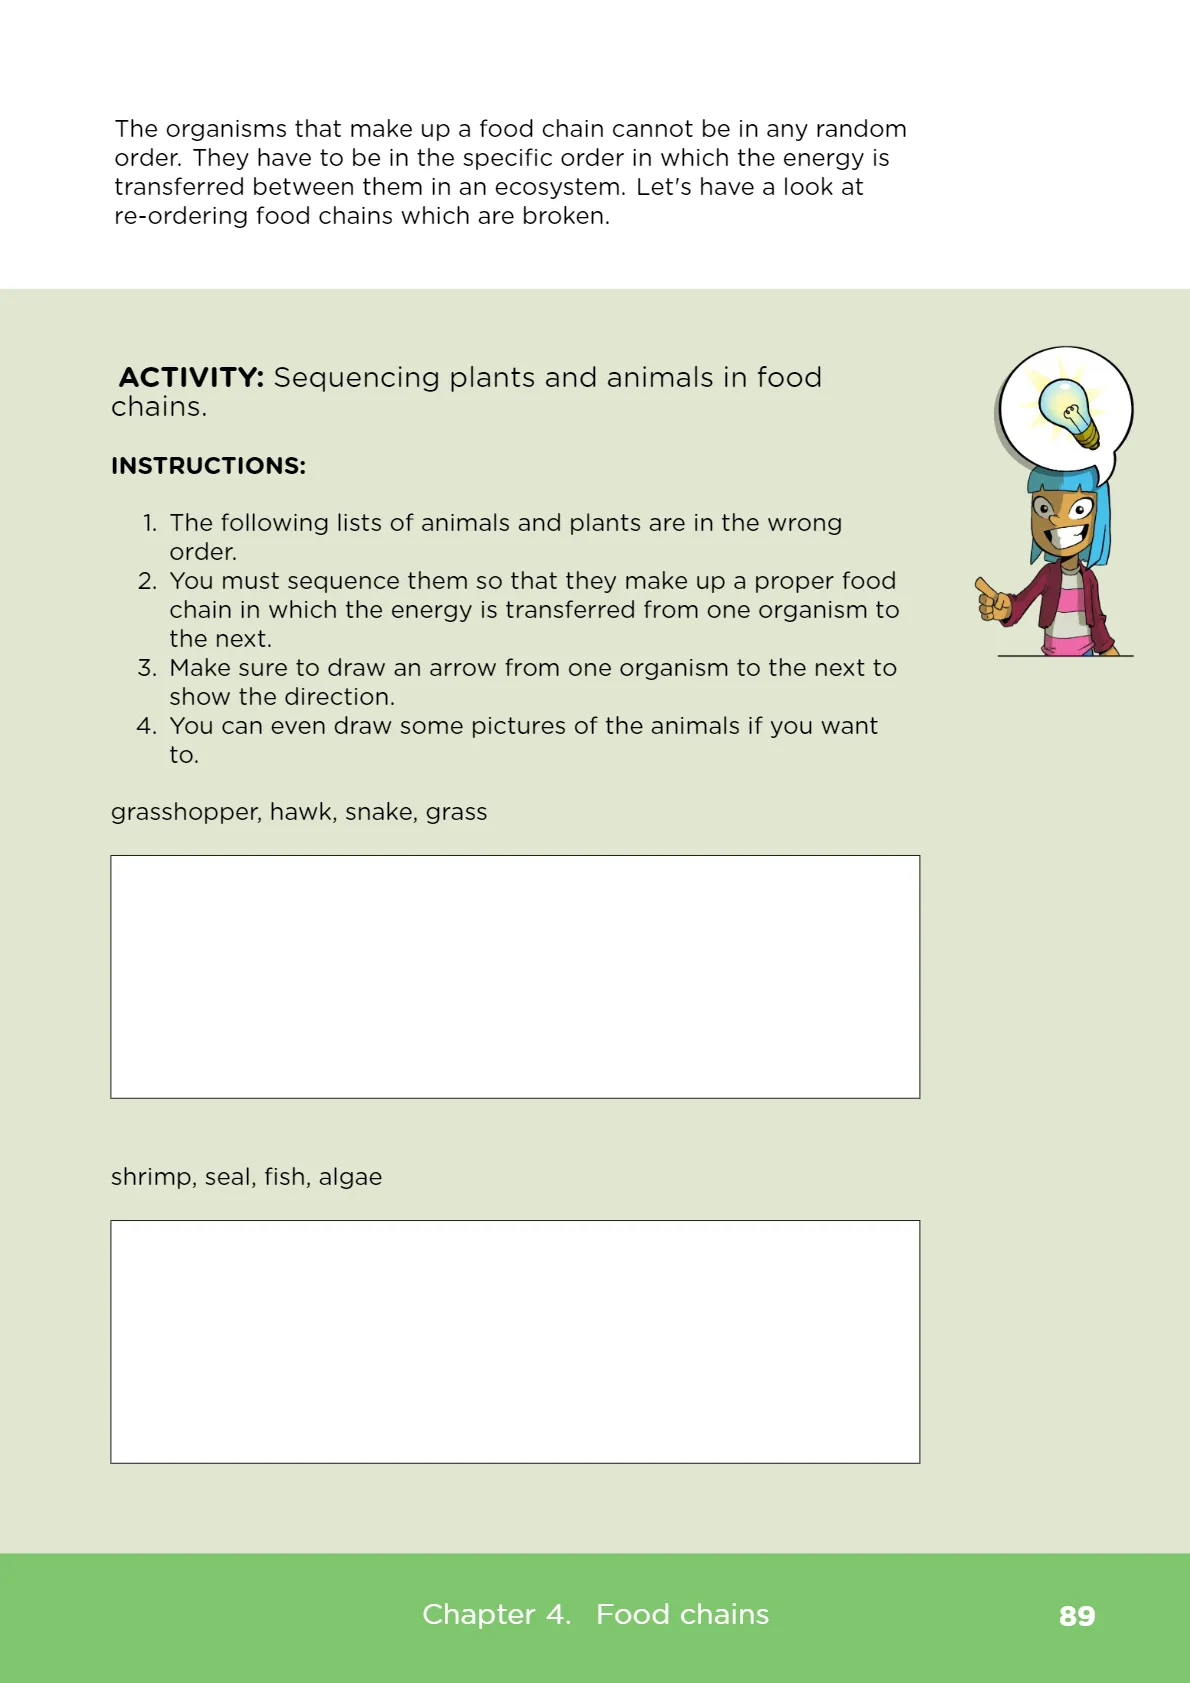 The organisms that make up a food chain cannot be in any random
order. They have to be in the specific order in which the energy is
transferred between them in an ecosystem. Let's have a look at
re-ordering food chains which are broken.
ACTIVITY: Sequencing plants and animals in food
chains.
INSTRUCTIONS:
1. The following lists of animals and plants are in the wrong
order.
2. You must sequence them so that they make up a proper food
chain in which the energy is transferred from one organism to
the next.
3. Make sure to draw an arrow from one organism to the next to
show the direction.
4. You can even draw some pictures of the animals if you want
to.
grasshopper, hawk, snake, grass
shrimp, seal, fish, algae
Chapter 4. Food chains
89